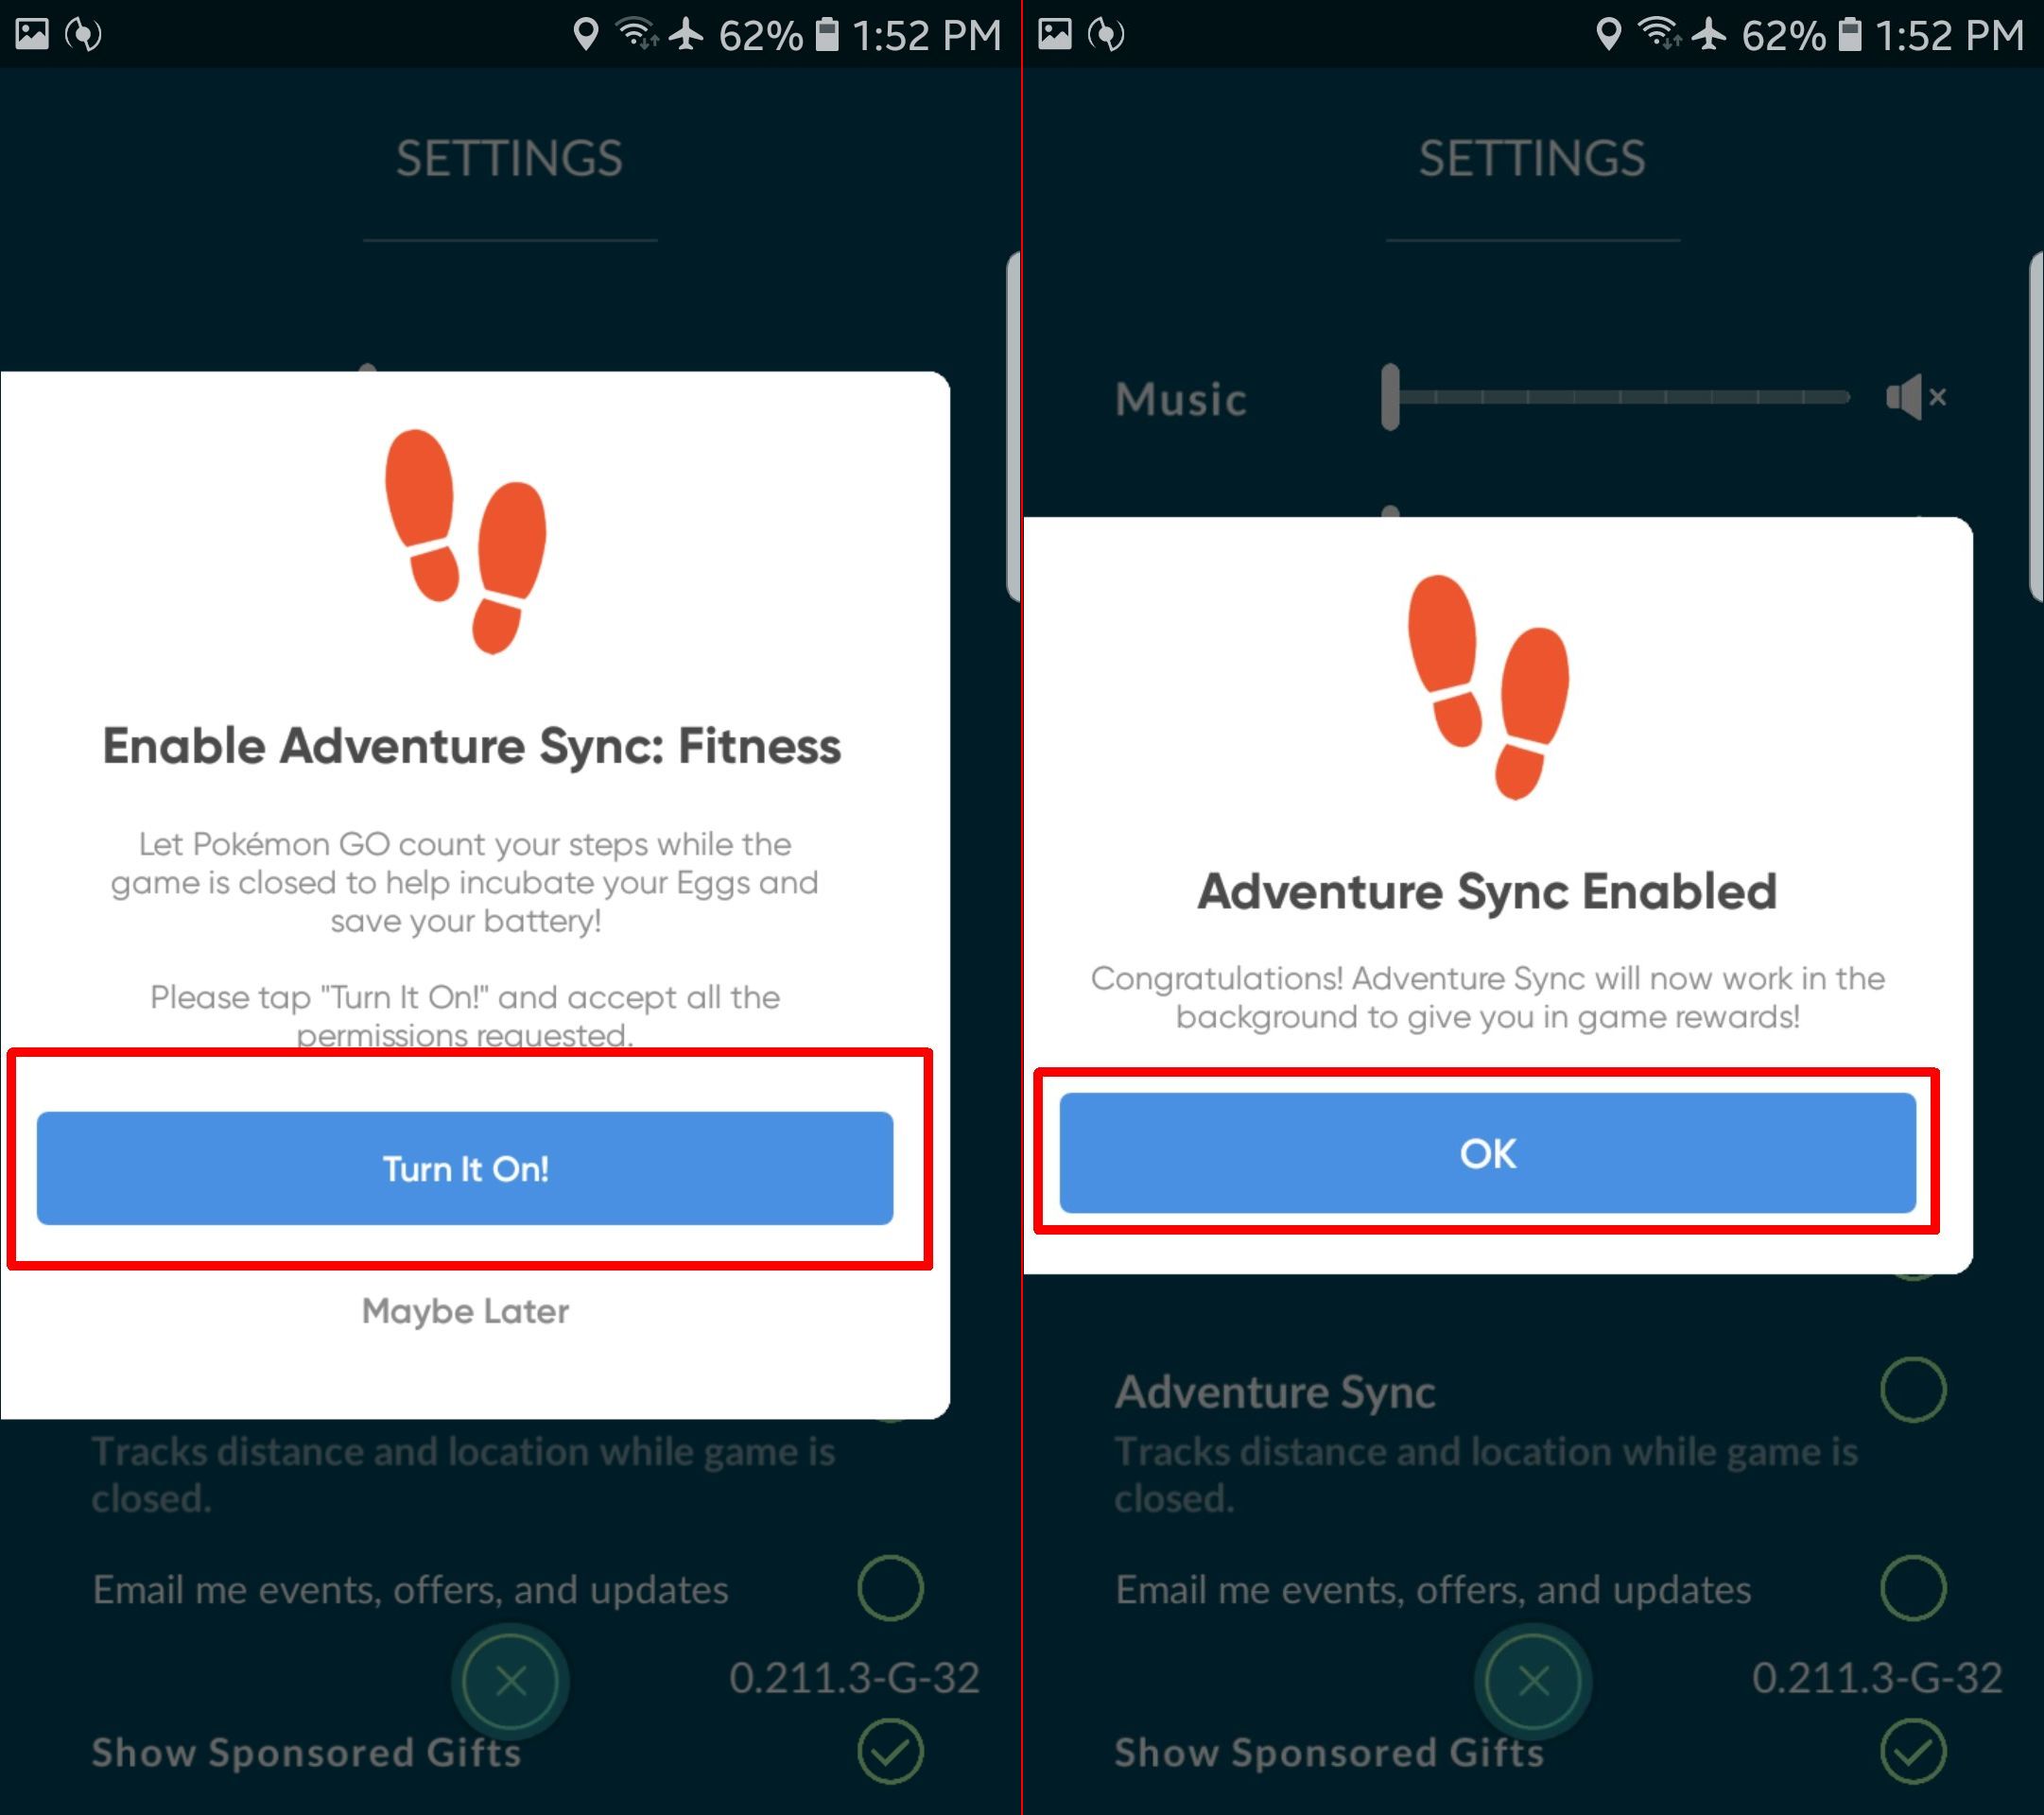 62% 1:52 PM
SETTINGS
Enable Adventure Sync: Fitness
Let Pokémon GO count your steps while the
game is closed to help incubate your Eggs and
save your battery!
Please tap "Turn It On!" and accept all the
permissions requested.
Turn It On!
Maybe Later
Tracks distance and location while game is
closed.
Email me events, offers, and updates
0.211.3-G-32
Show Sponsored Gifts
62% 1:52 PM
SETTINGS
Music
Adventure Sync Enabled
Congratulations! Adventure Sync will now work in the
background to give you in game rewards!
OK
Adventure Sync
Tracks distance and location while game is
closed.
Email me events, offers, and updates
0.211.3-G-32
Show Sponsored Gifts